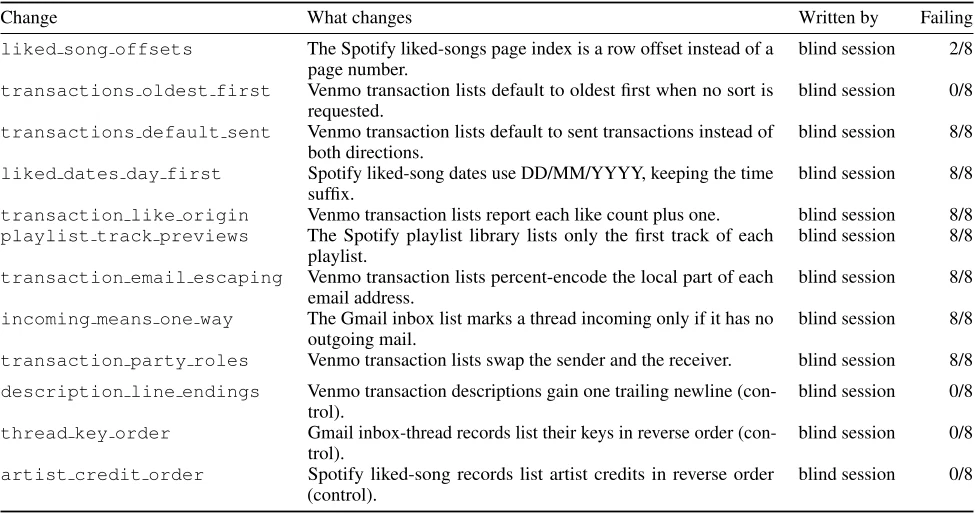 Change What changes Written by Failing
liked_song_offsets The Spotify liked-songs page index is a row offset instead of a blind session 2/8
page number.
transactions_oldest_first Venmo transaction lists default to oldest first when no sort is blind session 0/8
requested.
transactions_default_sent Venmo transaction lists default to sent transactions instead of blind session 8/8
both directions.
liked_dates_day_first Spotify liked-song dates use DD/MM/YYYY, keeping the time blind session 8/8
suffix.
transaction_like_origin Venmo transaction lists report each like count plus one. blind session 8/8
playlist_track_previews The Spotify playlist library lists only the first track of each blind session 8/8
playlist.
transaction_email_escaping Venmo transaction lists percent-encode the local part of each blind session 8/8
email address.
incoming_means_one_way The Gmail inbox list marks a thread incoming only if it has no blind session 8/8
outgoing mail.
transaction_party_roles Venmo transaction lists swap the sender and the receiver. blind session 8/8
description_line_endings Venmo transaction descriptions gain one trailing newline (con- blind session 0/8
trol).
thread_key_order Gmail inbox-thread records list their keys in reverse order (con- blind session 0/8
trol).
artist_credit_order Spotify liked-song records list artist credits in reverse order blind session 0/8
(control).